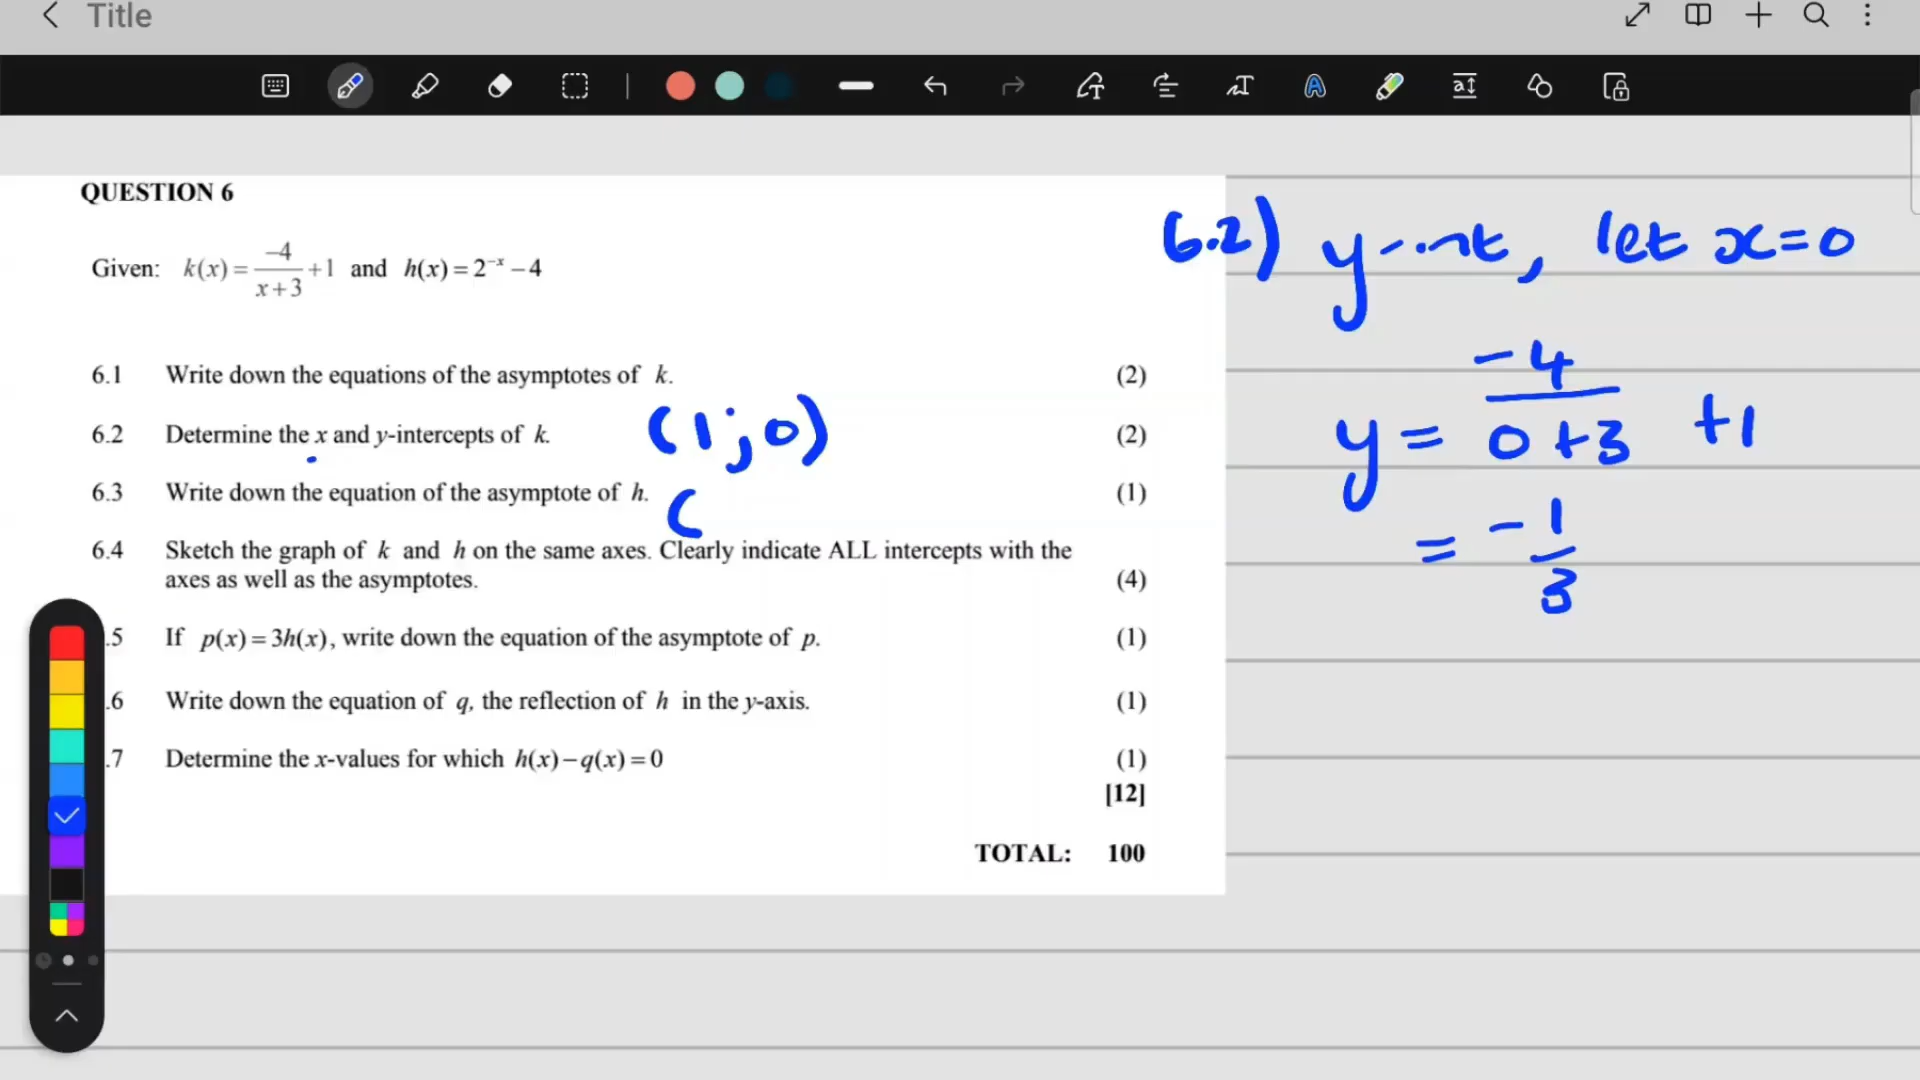 Title
QUESTION 6
Given: k(x) = -4/(x+3) + 1 and h(x) = 2^{-x} - 4
6.1 Write down the equations of the asymptotes of k. (2)
6.2 Determine the x and y-intercepts of k. (2)
(1;0)
6.3 Write down the equation of the asymptote of h. (1)
(
6.4 Sketch the graph of k and h on the same axes. Clearly indicate ALL intercepts with the
axes as well as the asymptotes. (4)
.5 If p(x) = 3h(x), write down the equation of the asymptote of p. (1)
.6 Write down the equation of q, the reflection of h in the y-axis. (1)
.7 Determine the x-values for which h(x) - q(x) = 0 (1)
[12]
TOTAL: 100
6.2) y-int, let x=0
y = -4/(0+3) +1
= -1/3